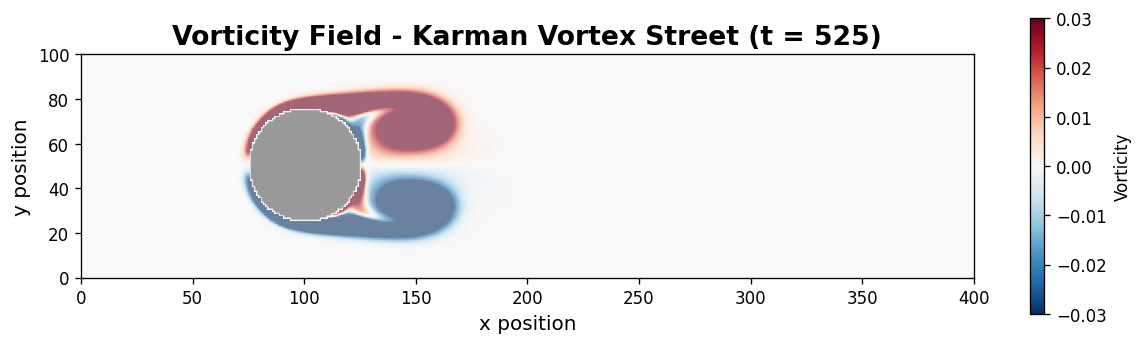 Vorticity Field - Karman Vortex Street (t = 525)
100
80
60
40
20
0
y position
0 50 100 150 200 250 300 350 400
x position
0.03
0.02
0.01
0.00
−0.01
−0.02
−0.03
Vorticity